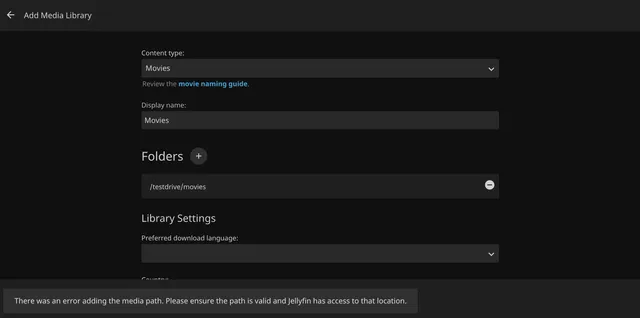 Add Media Library
Content type:
Movies
Review the movie naming guide.
Display name:
Movies
Folders
/testdrive/movies
Library Settings
Preferred download language:
There was an error adding the media path. Please ensure the path is valid and Jellyfin has access to that location.